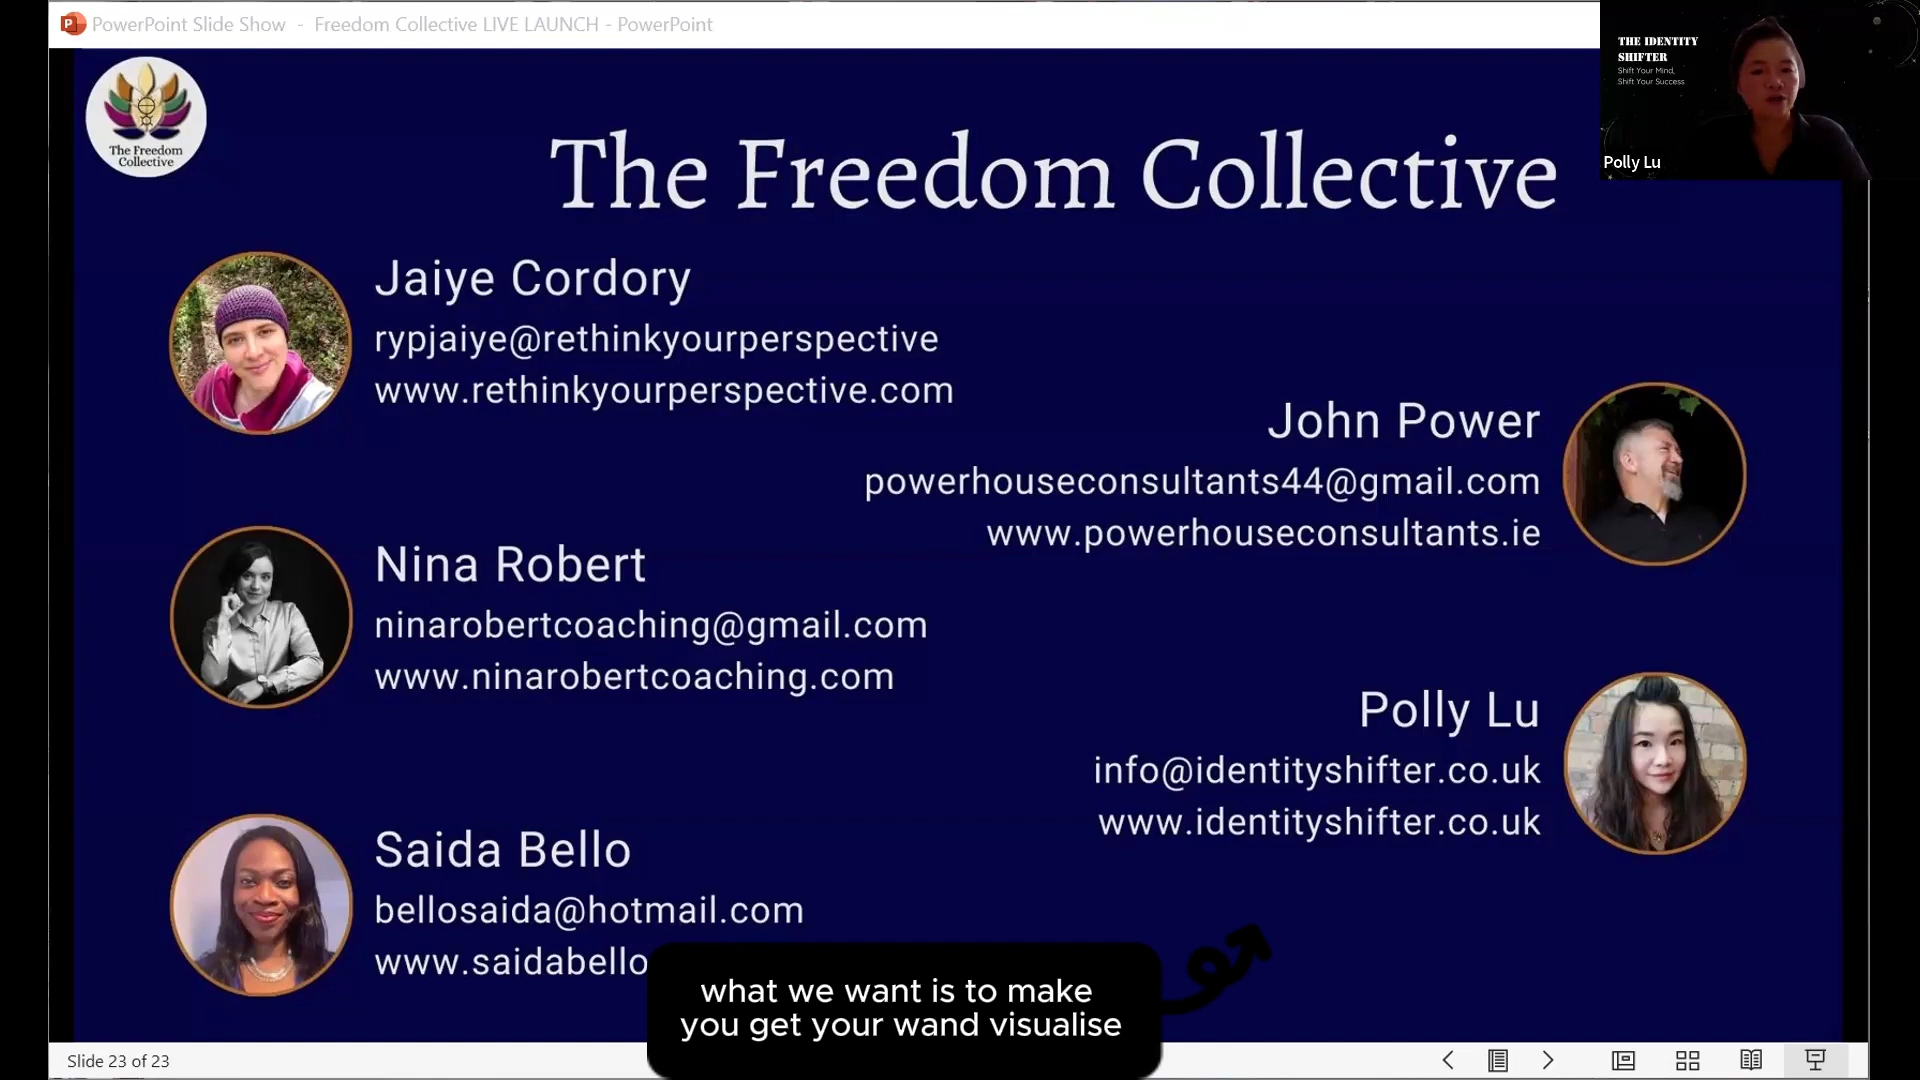 PowerPoint Slide Show - Freedom Collective LIVE LAUNCH - PowerPoint
THE IDENTITY
SHIFTER
Shift Your Mind,
Shift Your Success
Polly Lu
The Freedom
Collective
The Freedom Collective
Jaiye Cordory
rypjaiye@rethinkyourperspective
www.rethinkyourperspective.com
John Power
powerhouseconsultants44@gmail.com
www.powerhouseconsultants.ie
Nina Robert
ninarobertcoaching@gmail.com
www.ninarobertcoaching.com
Polly Lu
info@identityshifter.co.uk
www.identityshifter.co.uk
Saida Bello
bellosaida@hotmail.com
www.saidabello
what we want is to make
you get your wand visualise
Slide 23 of 23